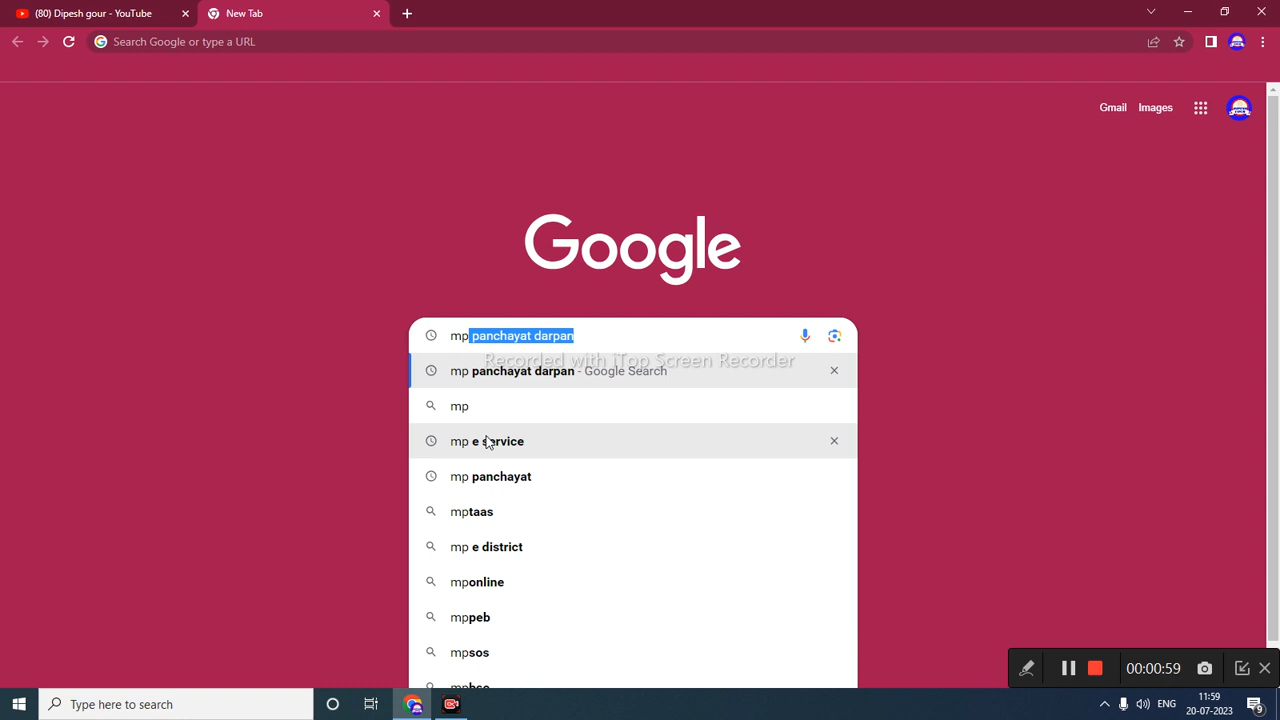 (80) Dipesh gour - YouTube
New Tab
Search Google or type a URL
Gmail Images
Google
mp panchayat darpan
Recorded with iTop Screen Recorder
mp panchayat darpan - Google Search
mp
mp e service
mp panchayat
mptaas
mp e district
mponline
mppeb
mpsos
mpbse
00:00:59
Type here to search
ENG
11:59
20-07-2023
9